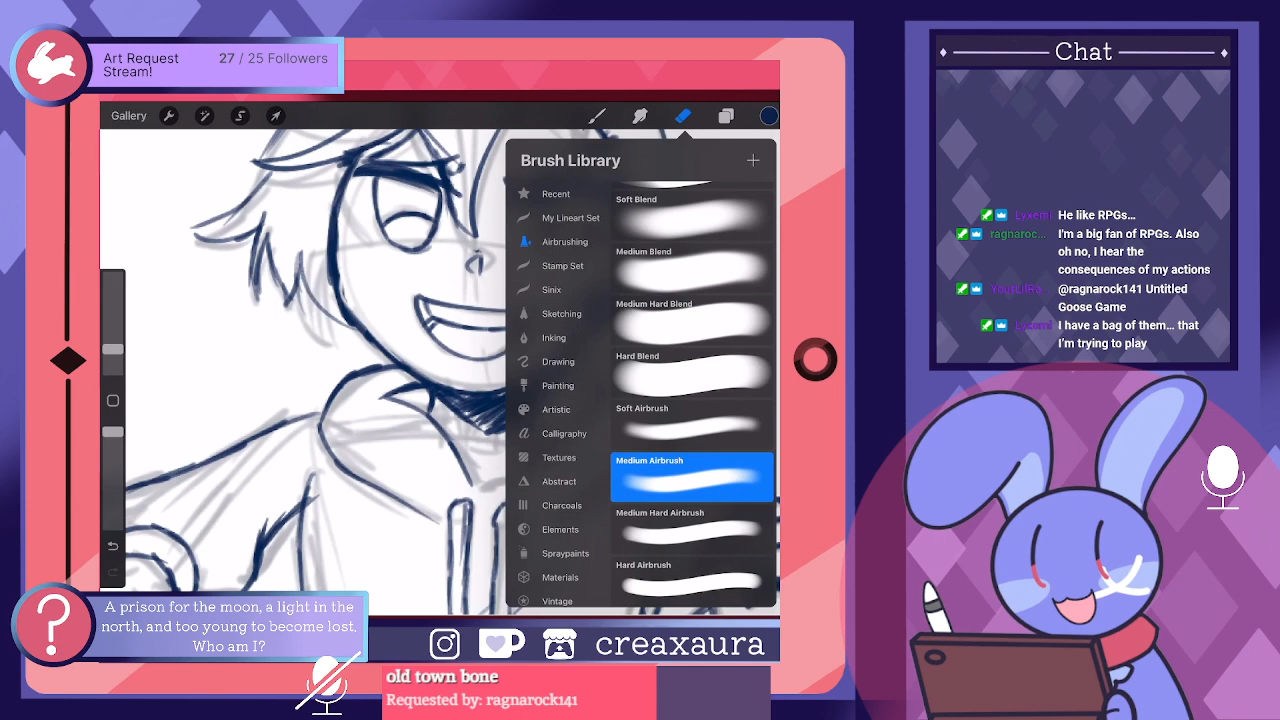 Art Request
Stream!
27 / 25 Followers
Gallery
Brush Library
Recent
My Lineart Set
Airbrushing
Stamp Set
Sinix
Sketching
Inking
Drawing
Painting
Artistic
Calligraphy
Textures
Abstract
Charcoals
Elements
Spraypaints
Materials
Vintage
Soft Blend
Medium Blend
Medium Hard Blend
Hard Blend
Soft Airbrush
Medium Airbrush
Medium Hard Airbrush
Hard Airbrush
Chat
Lyxemi He like RPGs...
ragnaroc... I'm a big fan of RPGs. Also
oh no, I hear the
consequences of my actions
YourLilRa... @ragnarock141 Untitled
Goose Game
Lyxemi I have a bag of them... that
I'm trying to play
A prison for the moon, a light in the
north, and too young to become lost.
Who am I?
creaxaura
old town bone
Requested by: ragnarock141